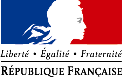 Liberté • Égalité • Fraternité
RÉPUBLIQUE FRANÇAISE